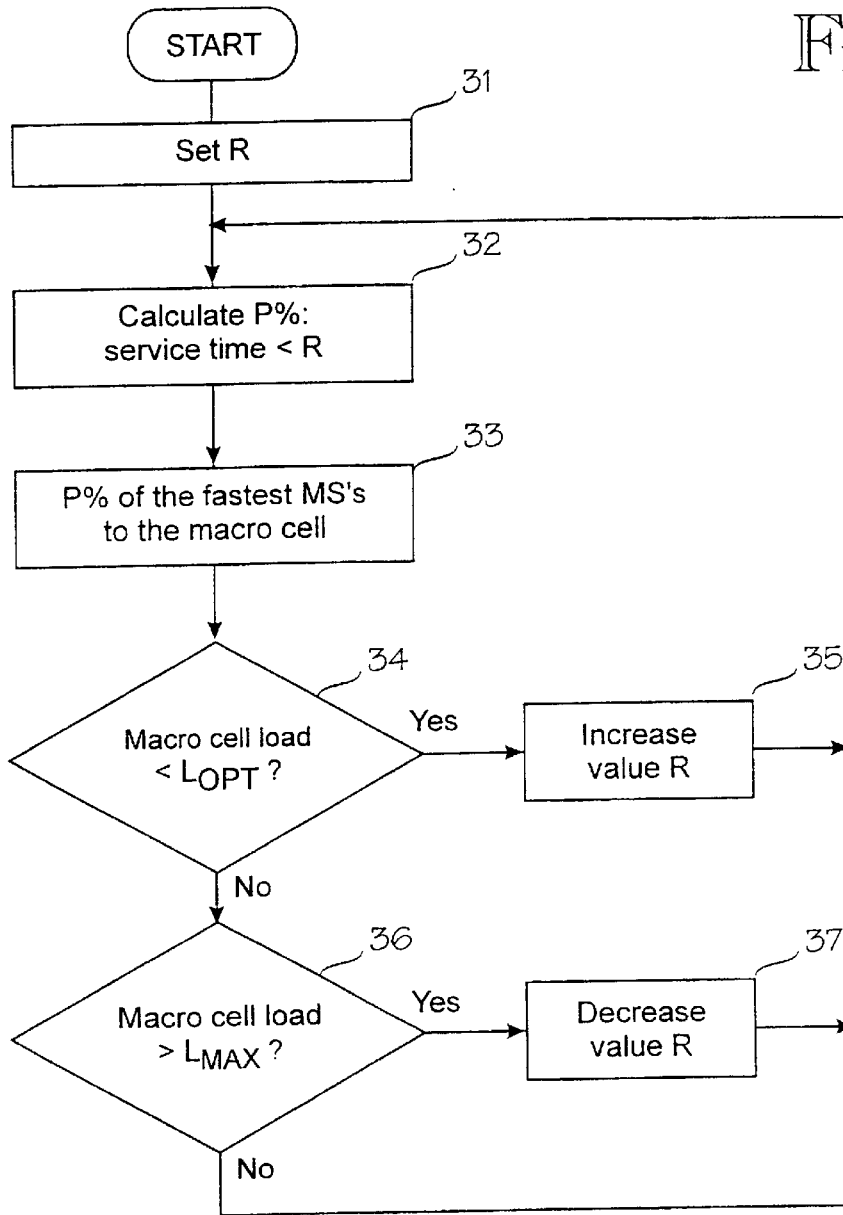 START
31
Set R
32
Calculate P%:
service time < R
33
P% of the fastest MS's
to the macro cell
34
Macro cell load
< LOPT ?
Yes
35
Increase
value R
No
36
Macro cell load
> LMAX ?
Yes
37
Decrease
value R
No